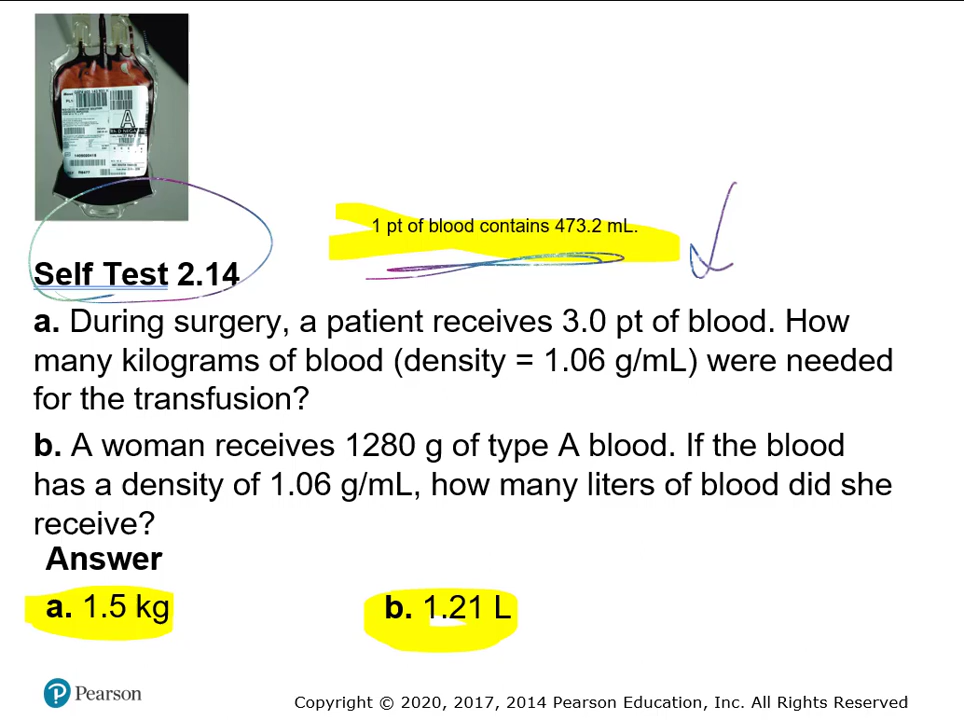 A
1 pt of blood contains 473.2 mL.
Self Test 2.14
a. During surgery, a patient receives 3.0 pt of blood. How
many kilograms of blood (density = 1.06 g/mL) were needed
for the transfusion?
b. A woman receives 1280 g of type A blood. If the blood
has a density of 1.06 g/mL, how many liters of blood did she
receive?
Answer
a. 1.5 kg b. 1.21 L
P Pearson
Copyright © 2020, 2017, 2014 Pearson Education, Inc. All Rights Reserved